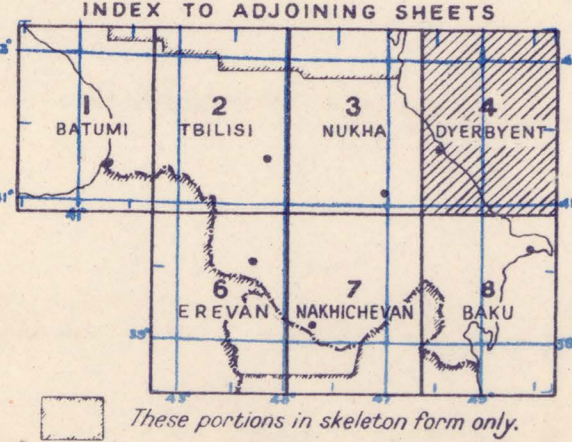 INDEX TO ADJOINING SHEETS
1 2 3 4
BATUMI TBILISI NUKHA DYERBYENT
41°
41°
6 7 8
EREVAN NAKHICHEVAN BAKU
39°
43° 45 47 49
These portions in skeleton form only.